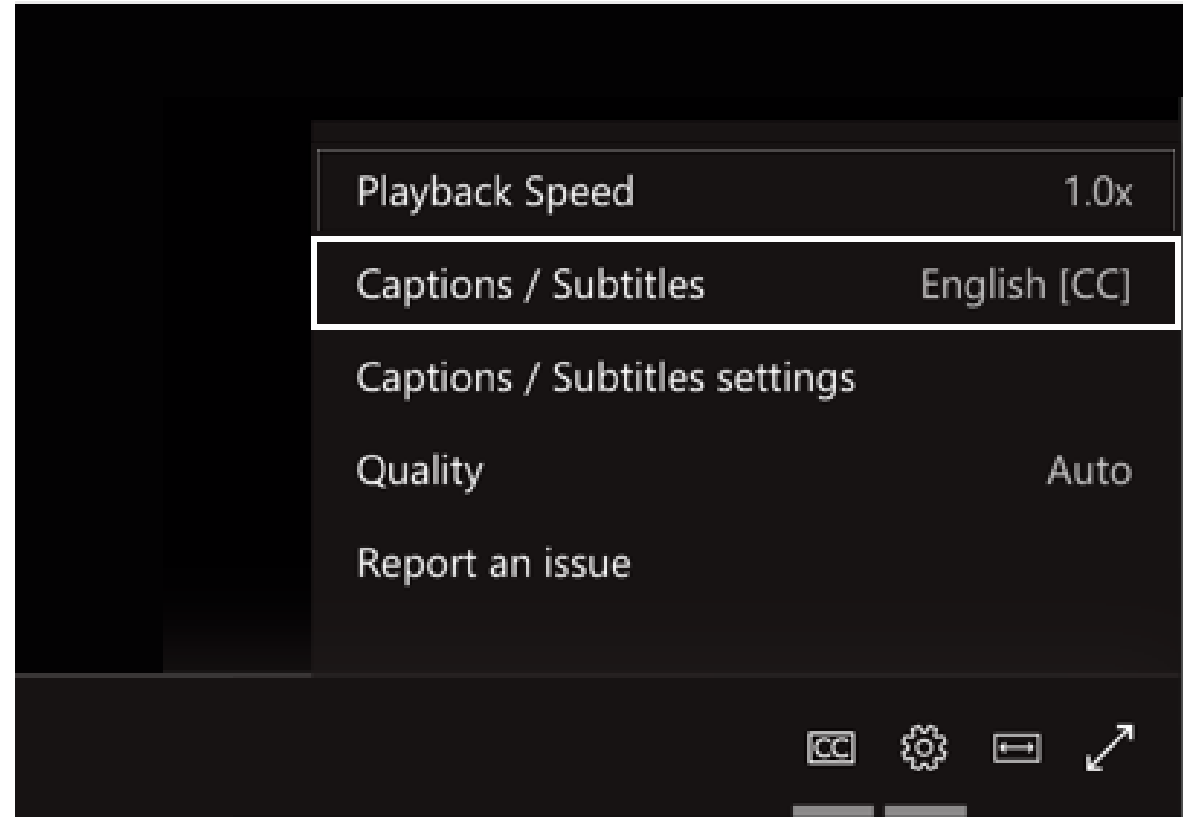 Playback Speed 1.0x
Captions / Subtitles English [CC]
Captions / Subtitles settings
Quality Auto
Report an issue
CC